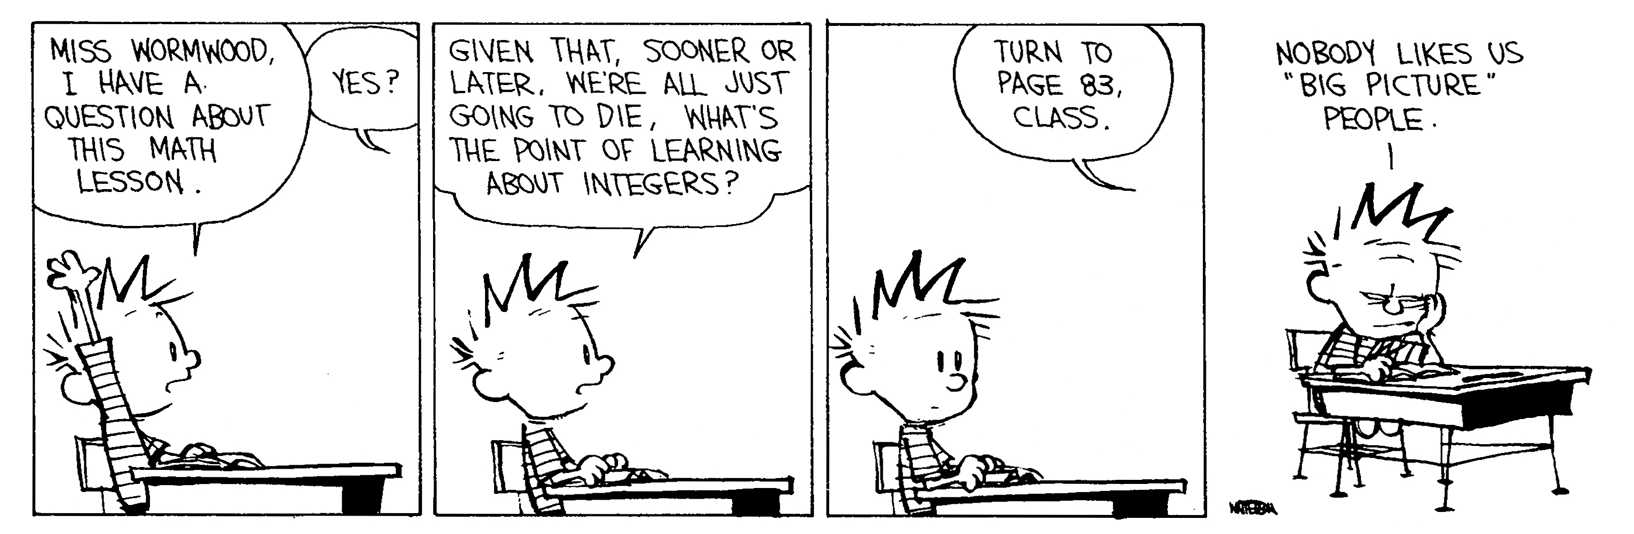 MISS WORMWOOD,
I HAVE A
QUESTION ABOUT
THIS MATH
LESSON.
YES?
GIVEN THAT, SOONER OR
LATER, WE'RE ALL JUST
GOING TO DIE, WHAT'S
THE POINT OF LEARNING
ABOUT INTEGERS?
TURN TO
PAGE 83,
CLASS.
NOBODY LIKES US
"BIG PICTURE"
PEOPLE.